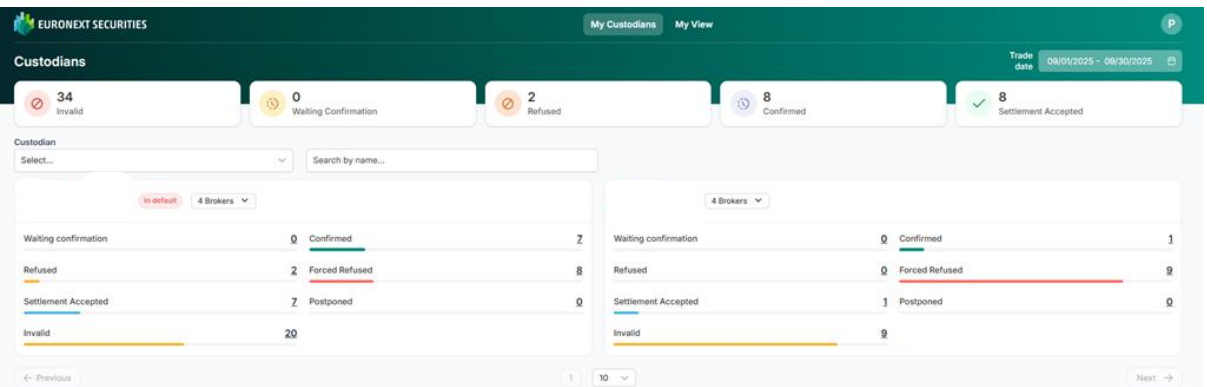 EURONEXT SECURITIES
My Custodians
My View
P
Custodians
Trade date
09/01/2025 - 09/30/2025
34
Invalid
0
Waiting Confirmation
2
Refused
8
Confirmed
8
Settlement Accepted
Custodian
Select...
Search by name...
In default
4 Brokers
Waiting confirmation 0
Confirmed 7
Refused 2
Forced Refused 8
Settlement Accepted 7
Postponed 0
Invalid 20
4 Brokers
Waiting confirmation 0
Confirmed 1
Refused 0
Forced Refused 9
Settlement Accepted 1
Postponed 0
Invalid 9
← Previous
1
10
Next →